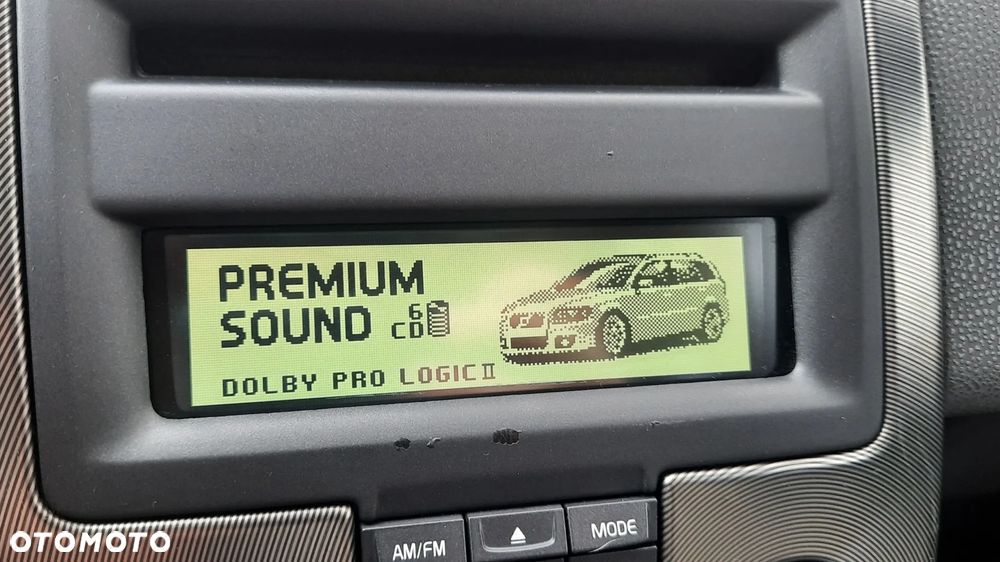 PREMIUM
SOUND 6
CD
DOLBY PRO LOGIC II
AM/FM
MODE
OTOMOTO